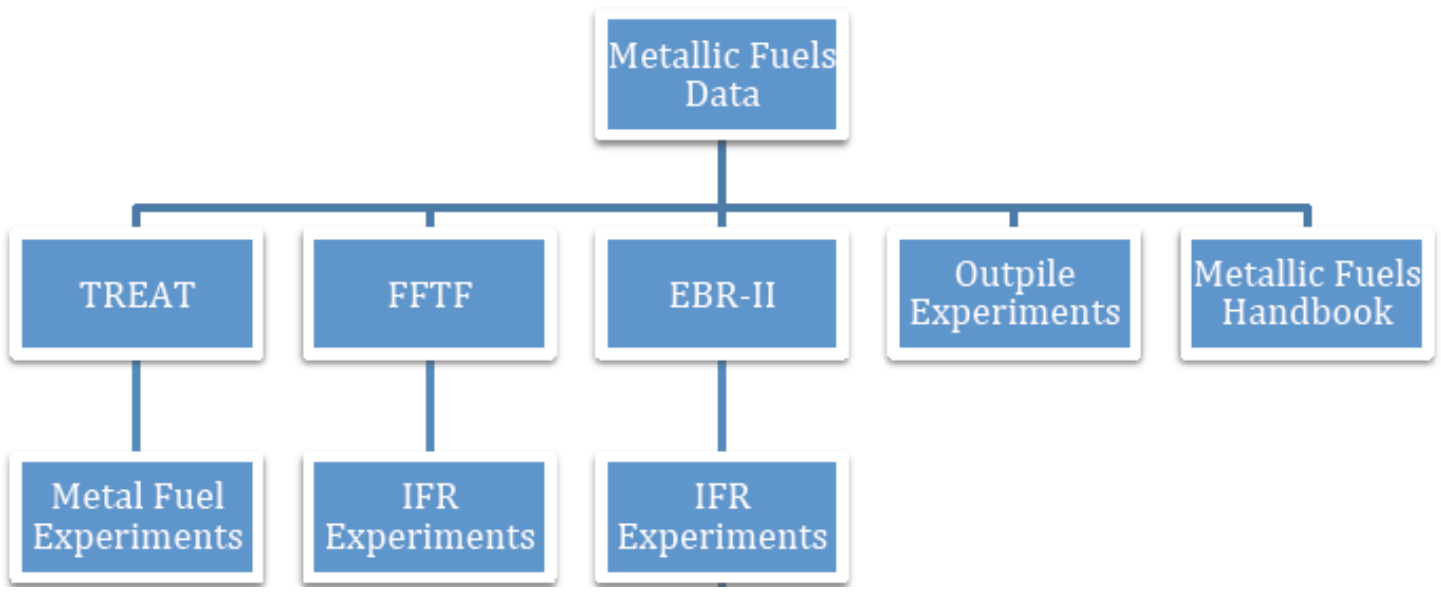 Metallic Fuels
Data
TREAT
FFTF
EBR-II
Outpile
Experiments
Metallic Fuels
Handbook
Metal Fuel
Experiments
IFR
Experiments
IFR
Experiments